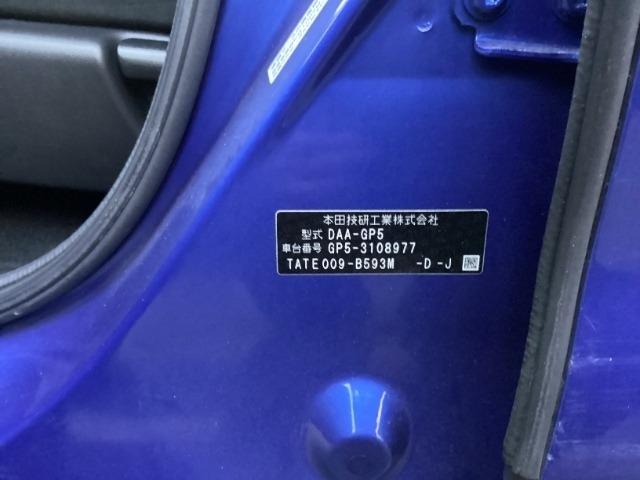 本田技研工業株式会社
型式 DAA-GP5
車台番号 GP5-3108977
TATE009-B593M -D -J